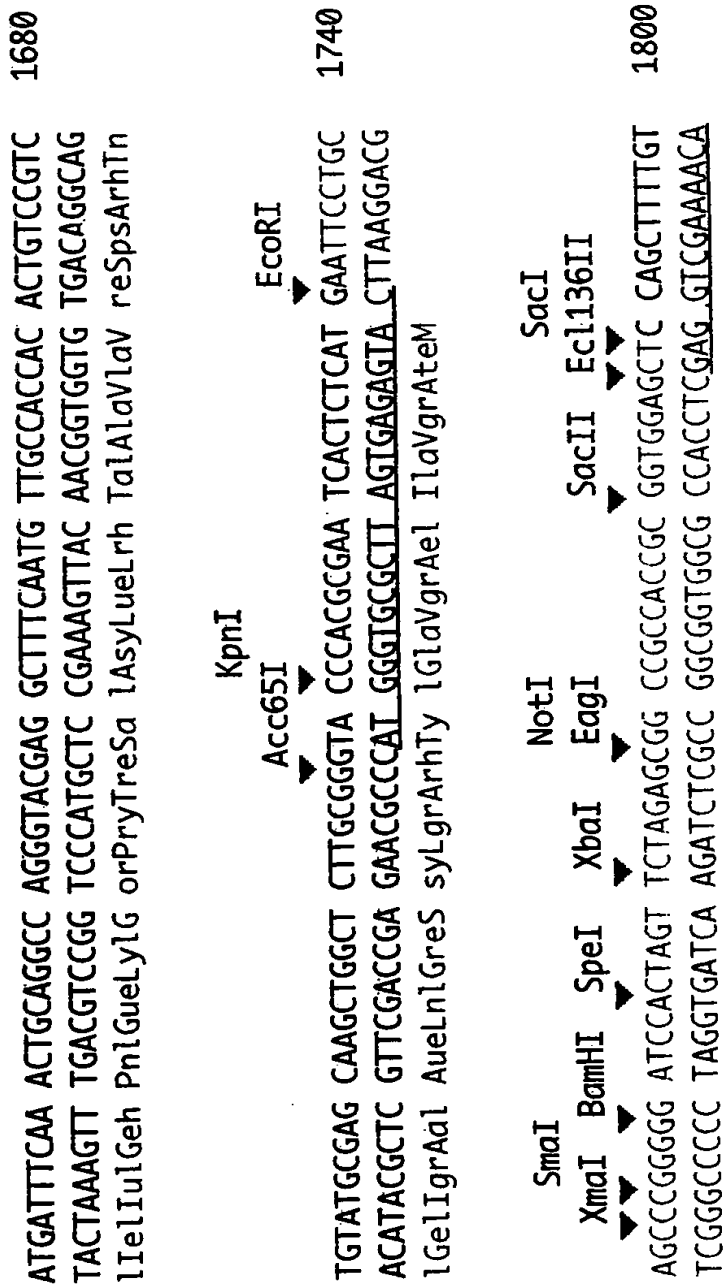 ATGATTTCAA ACTGCAGGCC AGGGTACGAG GCTTTCAATG TTGCCACCAC ACTGTCCGTC 1680
TACTAAAGTT TGACGTCCGG TCCCATGCTC CGAAAGTTAC AACGGTGGTG TGACAGGCAG
lIelIulGeh PnlGueLylG orPryTreSa lAsyLueLrh TalAlaVlaV reSpsArhTn
KpnI
Acc65I EcoRI
TGTATGCGAG CAAGCTGGCT CTTGCGGGTA CCCACGCGAA TCACTCTCAT GAATTCCTGC 1740
ACATACGCTC GTTCGACCGA GAACGCCCAT GGGTGCGCTT AGTGAGAGTA CTTAAGGACG
lGelIgrAal AueLnlGreS syLgrArhTy lGlaVgrAel IlaVgrAteM
SmaI NotI SacI
XmaI BamHI SpeI XbaI EagI SacII Ecl136II
AGCCCGGGGG ATCCACTAGT TCTAGAGCGG CCGCCACCGC GGTGGAGCTC CAGCTTTTGT 1800
TCGGGCCCCC TAGGTGATCA AGATCTCGCC GGCGGTGGCG CCACCTCGAG GTCGAAAACA